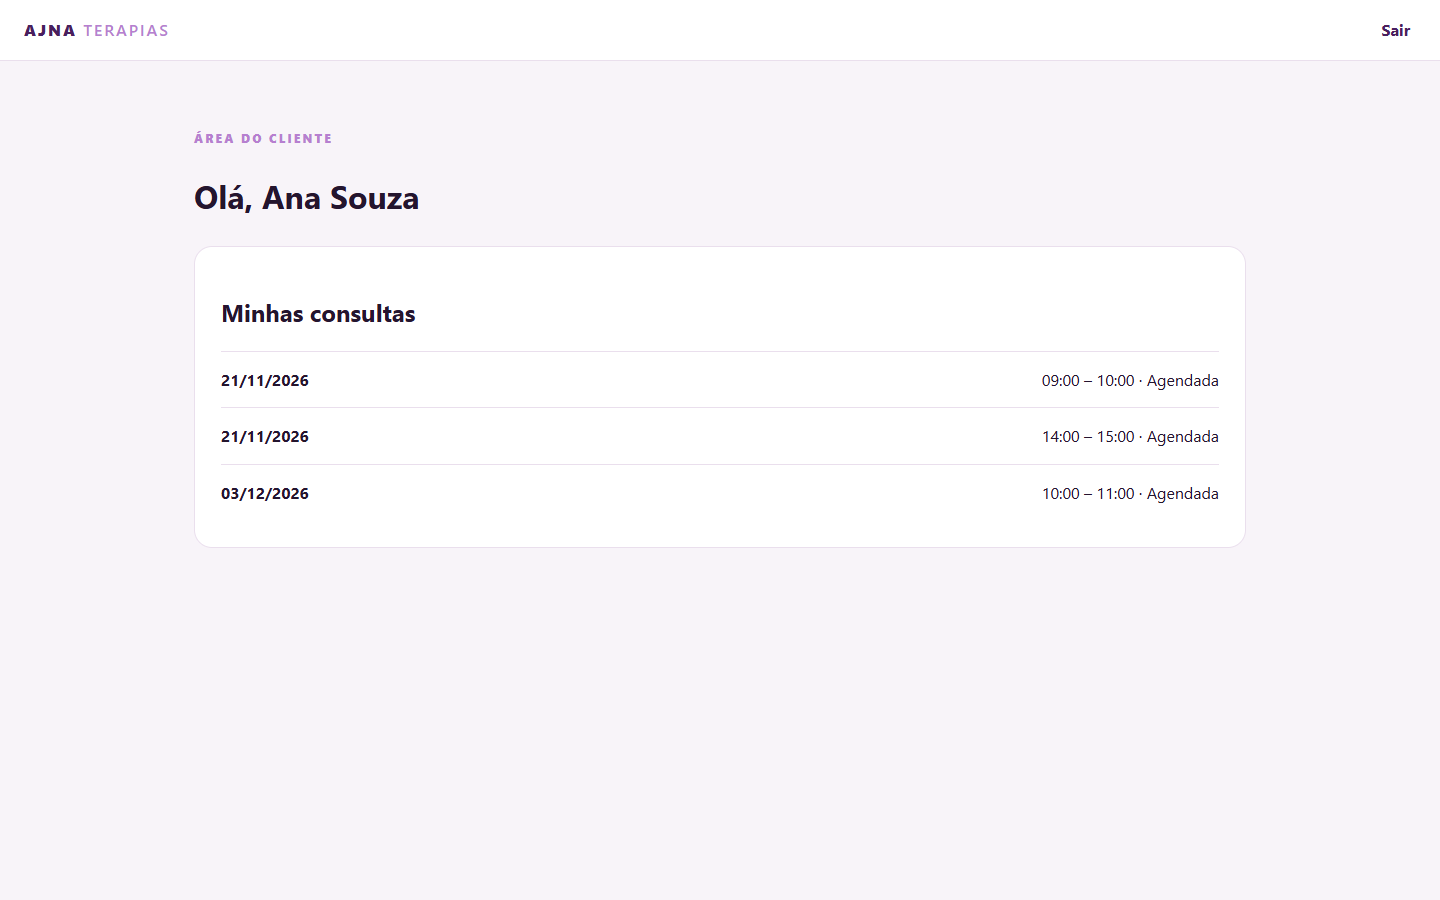 AJNA TERAPIAS
Sair
ÁREA DO CLIENTE
Olá, Ana Souza
Minhas consultas
21/11/2026 09:00 – 10:00 · Agendada
21/11/2026 14:00 – 15:00 · Agendada
03/12/2026 10:00 – 11:00 · Agendada